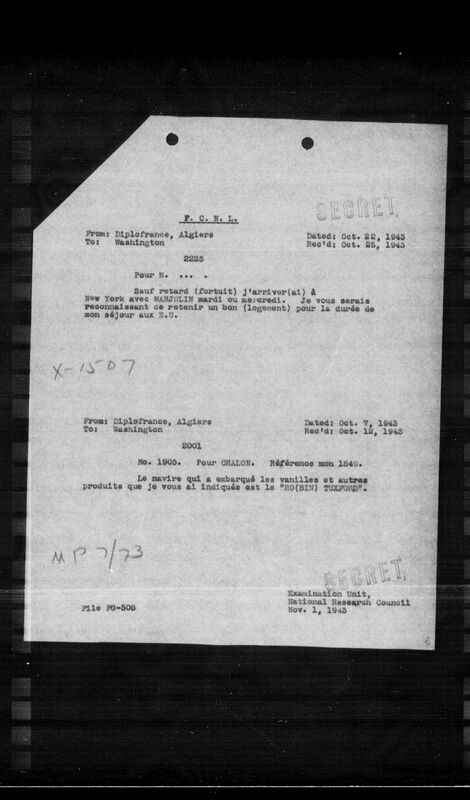 F. C. N. L.
SECRET
From: Diplofrance, Algiers Dated: Oct. 22, 1943
To: Washington Rec'd: Oct. 25, 1943
2225
Pour M. ... .
Sauf retard (fortuit) j'arriver(ai) à
New York avec MARJOLIN mardi ou mercredi. Je vous serais
reconnaissant de retenir un bon (logement) pour la durée de
mon séjour aux E.U.
X-1507
From: Diplofrance, Algiers Dated: Oct. 7, 1943
To: Washington Rec'd: Oct. 12, 1943
2001
No. 1905. Pour CHALON. Référence mon 1849.
Le navire qui a embarqué les vanilles et autres
produits que je vous ai indiqués est le "RO(BIN) TUXFORD".
MP 7/73
SECRET
File FG-508
Examination Unit,
National Research Council
Nov. 1, 1943